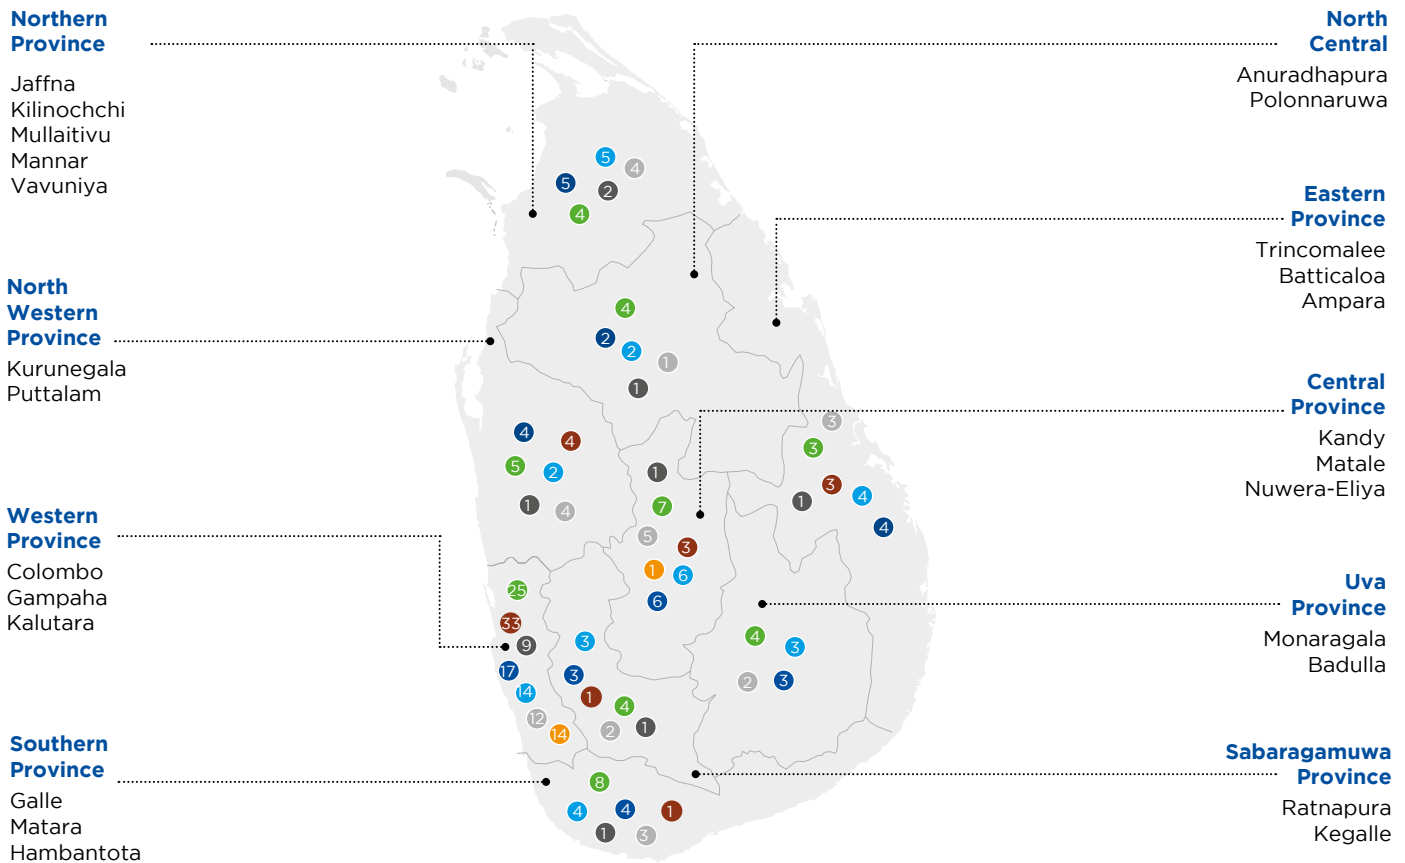 Northern
Province
Jaffna
Kilinochchi
Mullaitivu
Mannar
Vavuniya
North
Western
Province
Kurunegala
Puttalam
Western
Province
Colombo
Gampaha
Kalutara
Southern
Province
Galle
Matara
Hambantota
North
Central
Anuradhapura
Polonnaruwa
Eastern
Province
Trincomalee
Batticaloa
Ampara
Central
Province
Kandy
Matale
Nuwera-Eliya
Uva
Province
Monaragala
Badulla
Sabaragamuwa
Province
Ratnapura
Kegalle
5
4
5
2
4
4
2
2
1
1
4
4
5
2
1
4
1
7
5
3
1
6
6
3
3
3
1
4
4
25
33
9
17
14
12
14
3
3
1
4
2
1
4
3
2
3
8
4
4
1
1
3